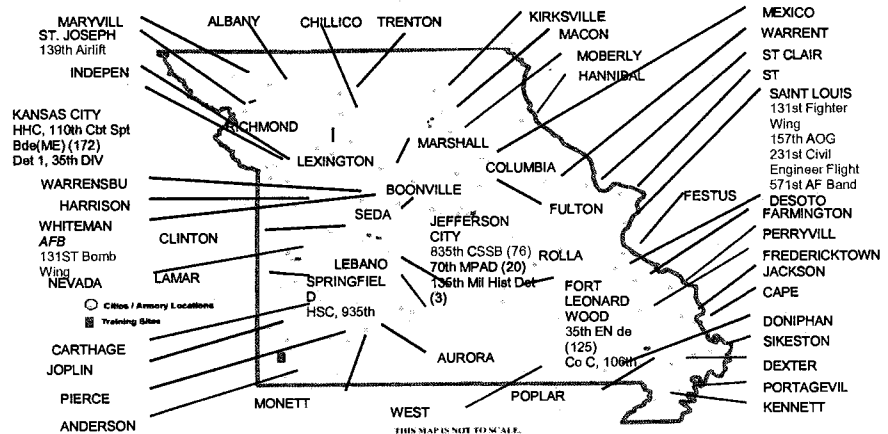 MARYVILL
ST. JOSEPH
139th Airlift
INDEPEN
KANSAS CITY
HHC, 110th Cbt Spt
Bde(ME) (172)
Det 1, 35th DIV
WARRENSBU
HARRISON
WHITEMAN
AFB
131ST Bomb
Wing
NEVADA
CARTHAGE
JOPLIN
PIERCE
ANDERSON
ALBANY
CHILLICO
TRENTON
RICHMOND
LEXINGTON
MARSHALL
BOONVILLE
COLUMBIA
SEDA
CLINTON
LAMAR
JEFFERSON
CITY
835th CSSB (76)
70th MPAD (20)
135th Mil Hist Det
(3)
LEBANO
SPRINGFIEL
D
HSC, 935th
Cities / Armory Locations
Training Sites
FULTON
ROLLA
FORT
LEONARD
WOOD
35th EN de
(125)
Co C, 106th
AURORA
MONETT
WEST
POPLAR
KIRKSVILLE
MACON
MOBERLY
HANNIBAL
MEXICO
WARRENT
ST CLAIR
ST
SAINT LOUIS
131st Fighter
Wing
157th AOG
231st Civil
Engineer Flight
571st AF Band
FESTUS
DESOTO
FARMINGTON
PERRYVILL
FREDERICKTOWN
JACKSON
CAPE
DONIPHAN
SIKESTON
DEXTER
PORTAGEVIL
KENNETT
THIS MAP IS NOT TO SCALE.